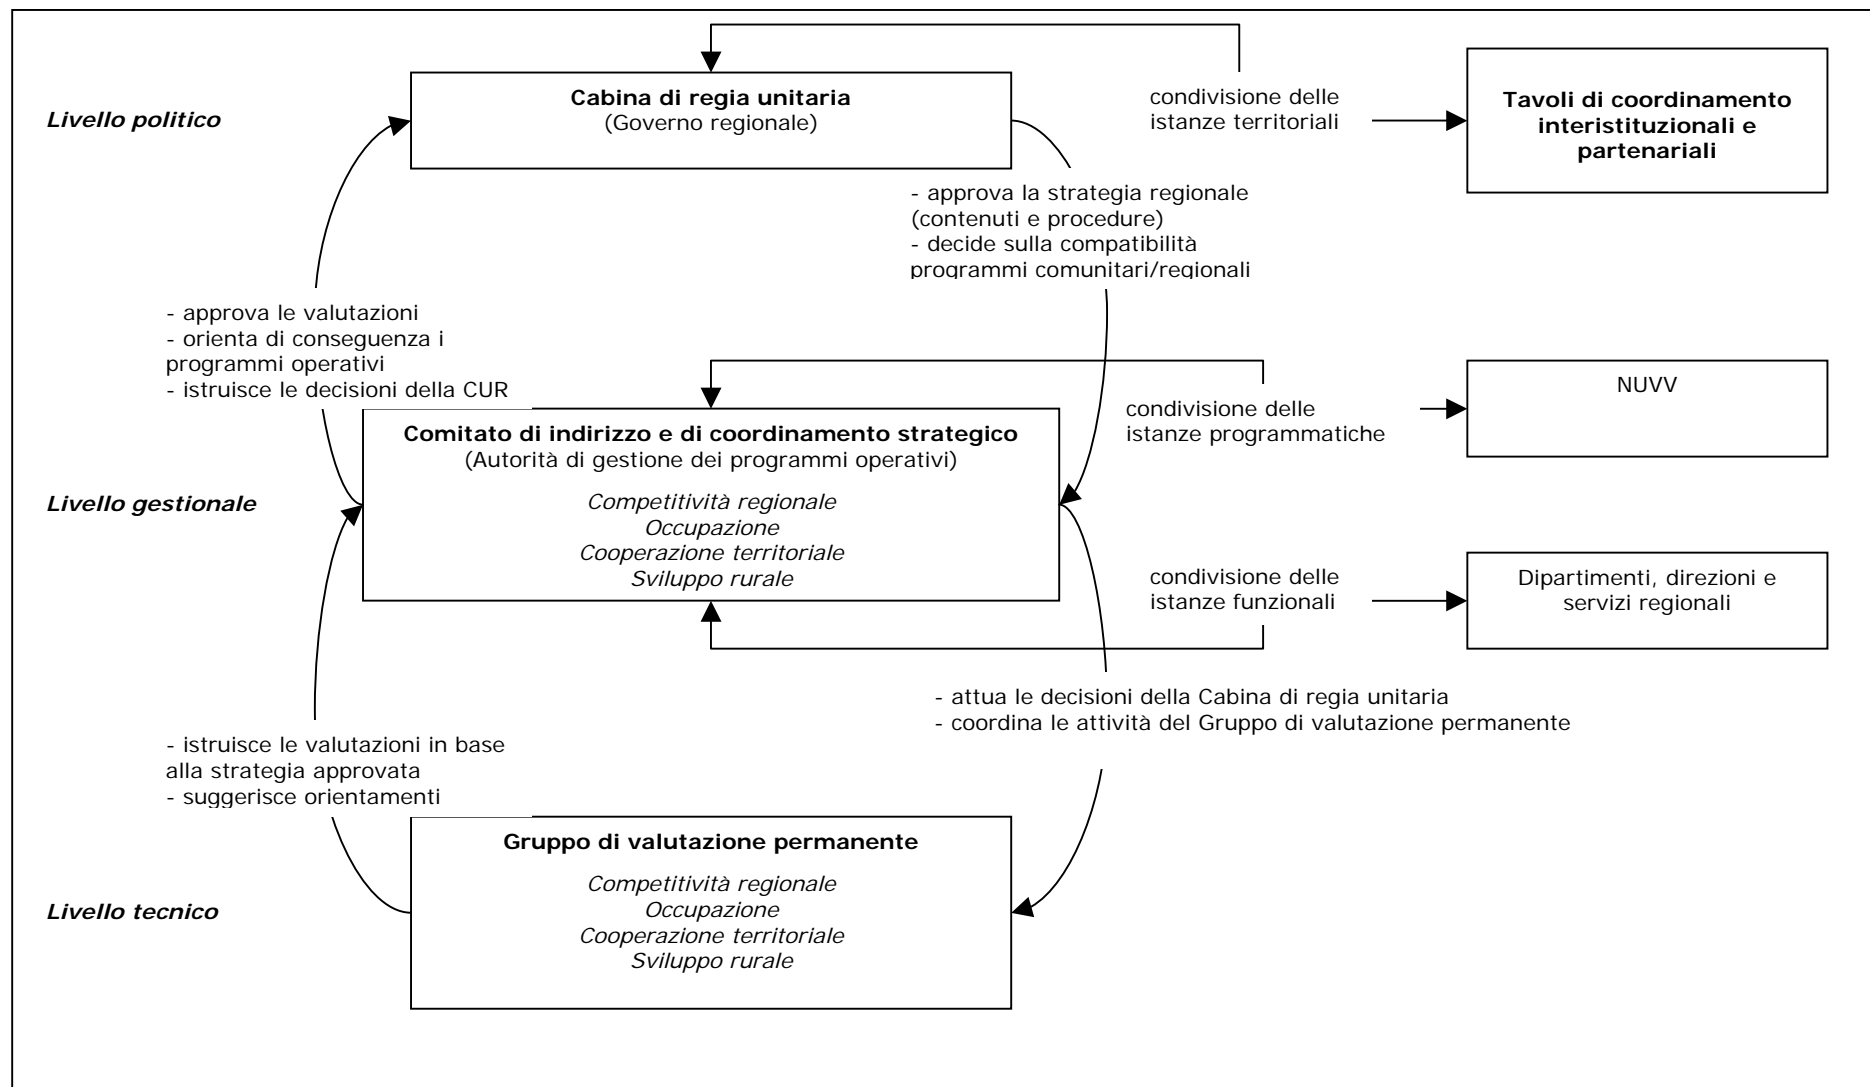 Livello politico
Cabina di regia unitaria
(Governo regionale)
condivisione delle
istanze territoriali
Tavoli di coordinamento
interistituzionali e
partenariali
- approva la strategia regionale
(contenuti e procedure)
- decide sulla compatibilità
programmi comunitari/regionali
- approva le valutazioni
- orienta di conseguenza i
programmi operativi
- istruisce le decisioni della CUR
Livello gestionale
Comitato di indirizzo e di coordinamento strategico
(Autorità di gestione dei programmi operativi)
Competitività regionale
Occupazione
Cooperazione territoriale
Sviluppo rurale
condivisione delle
istanze programmatiche
NUVV
condivisione delle
istanze funzionali
Dipartimenti, direzioni e
servizi regionali
- attua le decisioni della Cabina di regia unitaria
- coordina le attività del Gruppo di valutazione permanente
- istruisce le valutazioni in base
alla strategia approvata
- suggerisce orientamenti
Livello tecnico
Gruppo di valutazione permanente
Competitività regionale
Occupazione
Cooperazione territoriale
Sviluppo rurale